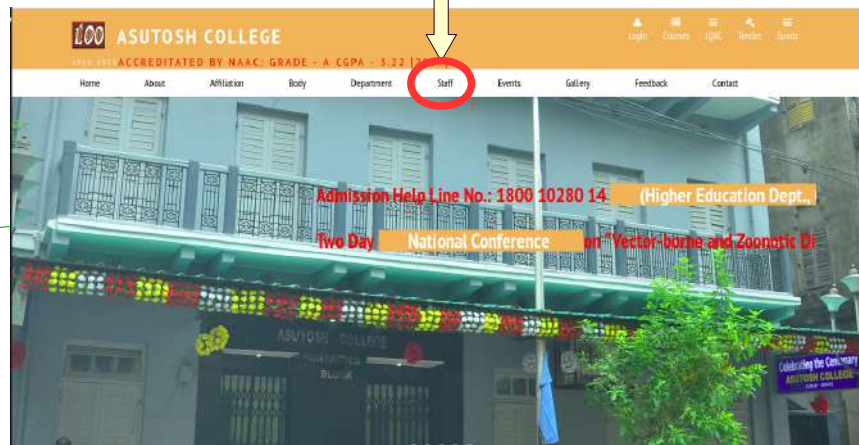 100 ASUTOSH COLLEGE
ACCREDITATED BY NAAC: GRADE - A CGPA - 3.22
Login Courses IQAC Tender Sports
Home About Affiliation Body Department Staff Events Gallery Feedback Contact
Admission Help Line No.: 1800 10280 14 (Higher Education Dept.,
Two Day National Conference on "Vector-borne and Zoonotic Di
ASUTOSH COLLEGE
HUMANITIES
BLOCK
Celebrating the Centenary
ASUTOSH COLLEGE